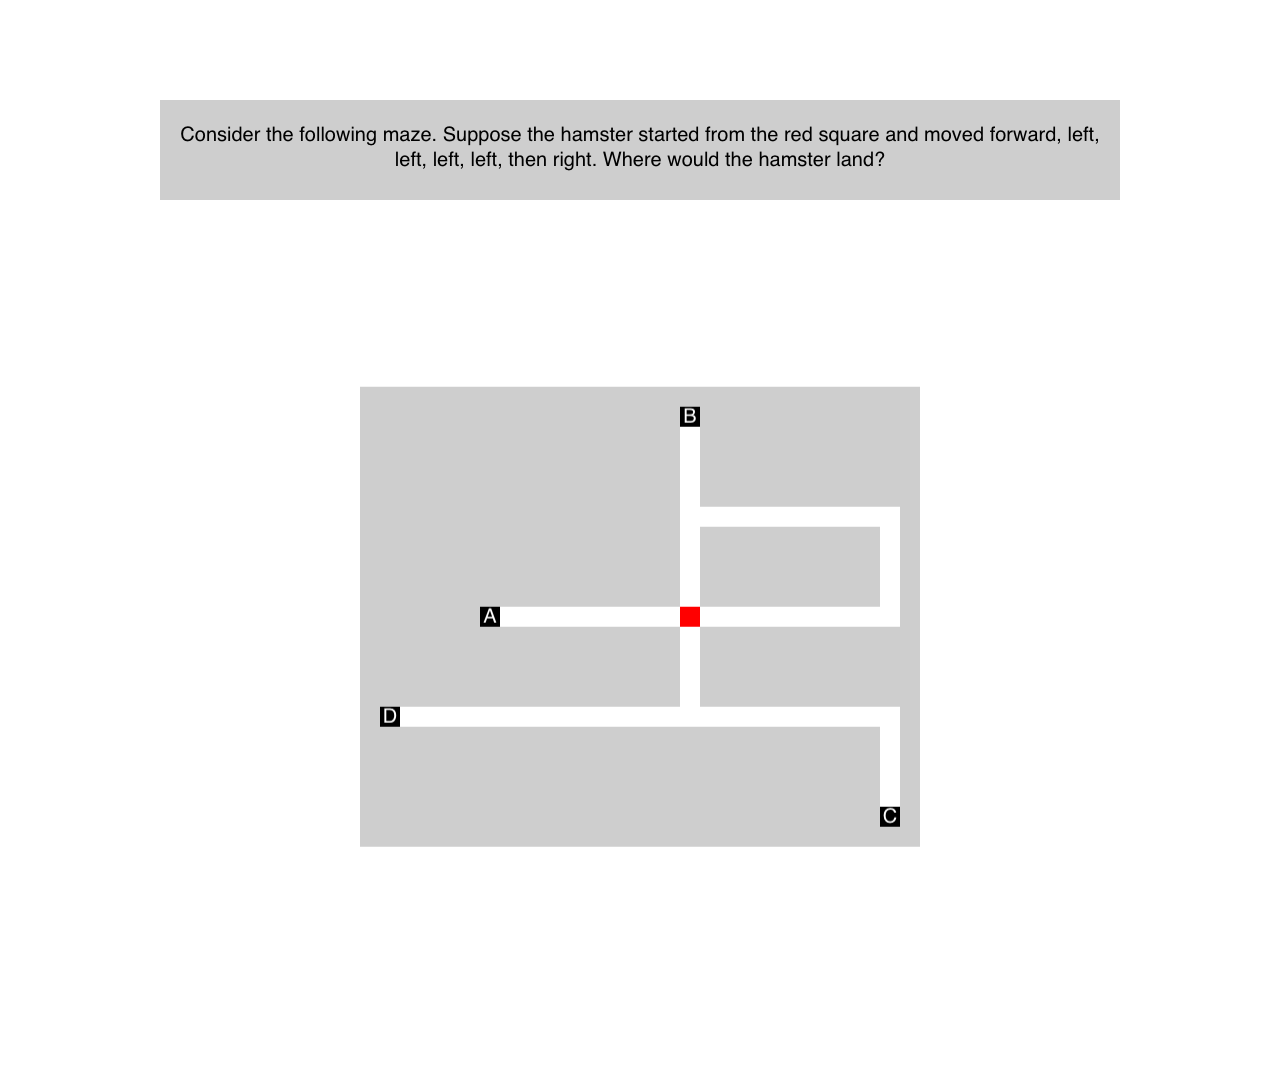 Consider the following maze. Suppose the hamster started from the red square and moved forward, left,
left, left, left, then right. Where would the hamster land?
B
A
D
C